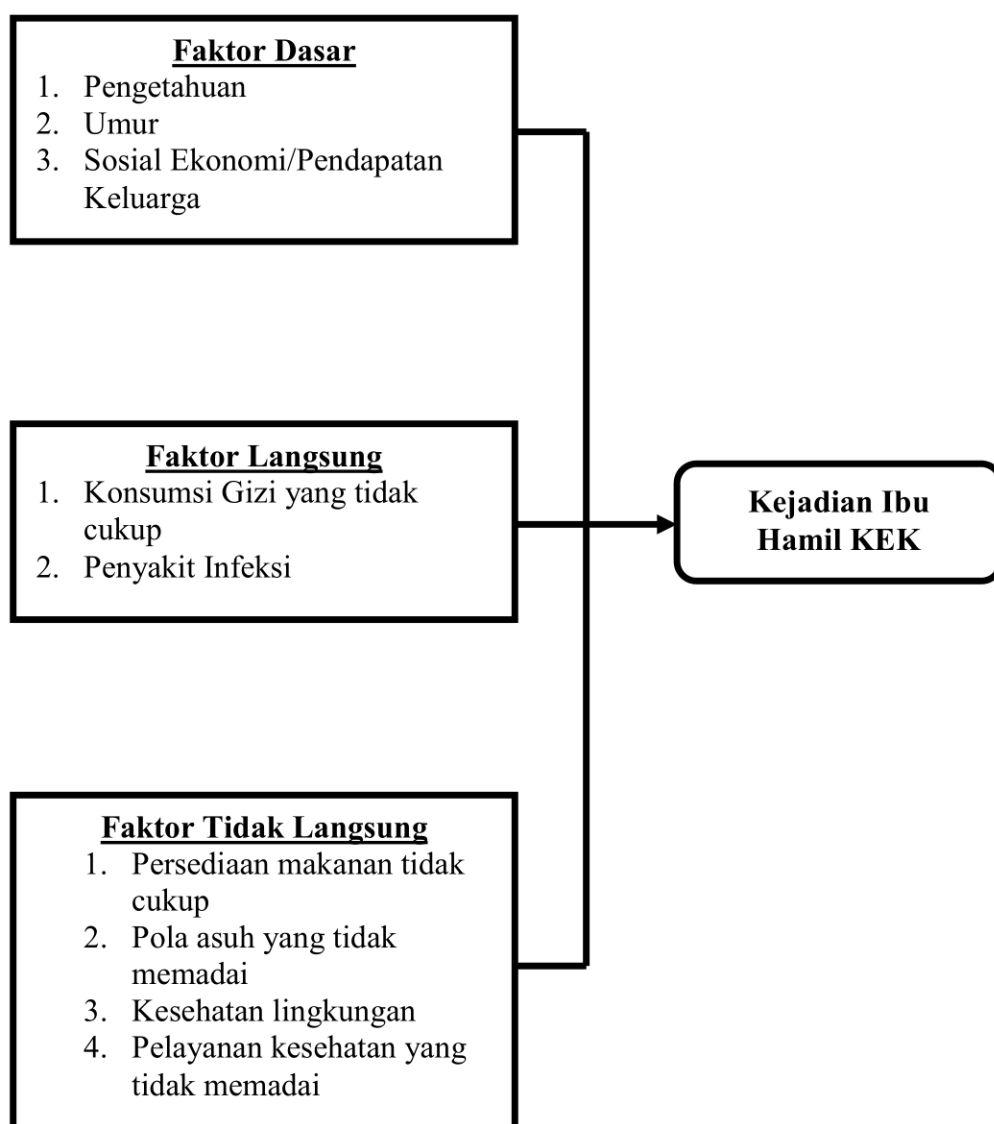 Faktor Dasar
1. Pengetahuan
2. Umur
3. Sosial Ekonomi/Pendapatan
Keluarga
Faktor Langsung
1. Konsumsi Gizi yang tidak
cukup
2. Penyakit Infeksi
Kejadian Ibu
Hamil KEK
Faktor Tidak Langsung
1. Persediaan makanan tidak
cukup
2. Pola asuh yang tidak
memadai
3. Kesehatan lingkungan
4. Pelayanan kesehatan yang
tidak memadai